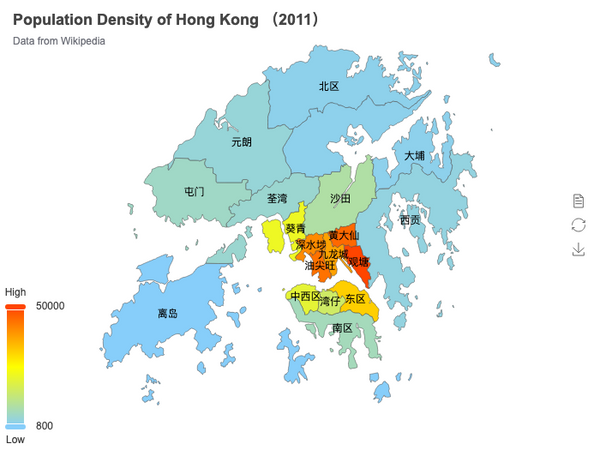 Population Density of Hong Kong （2011）
Data from Wikipedia
北区
元朗
大埔
屯门
荃湾
沙田
西贡
葵青
黄大仙
深水埗
九龙城
观塘
油尖旺
High
50000
中西区
湾仔
东区
离岛
南区
800
Low